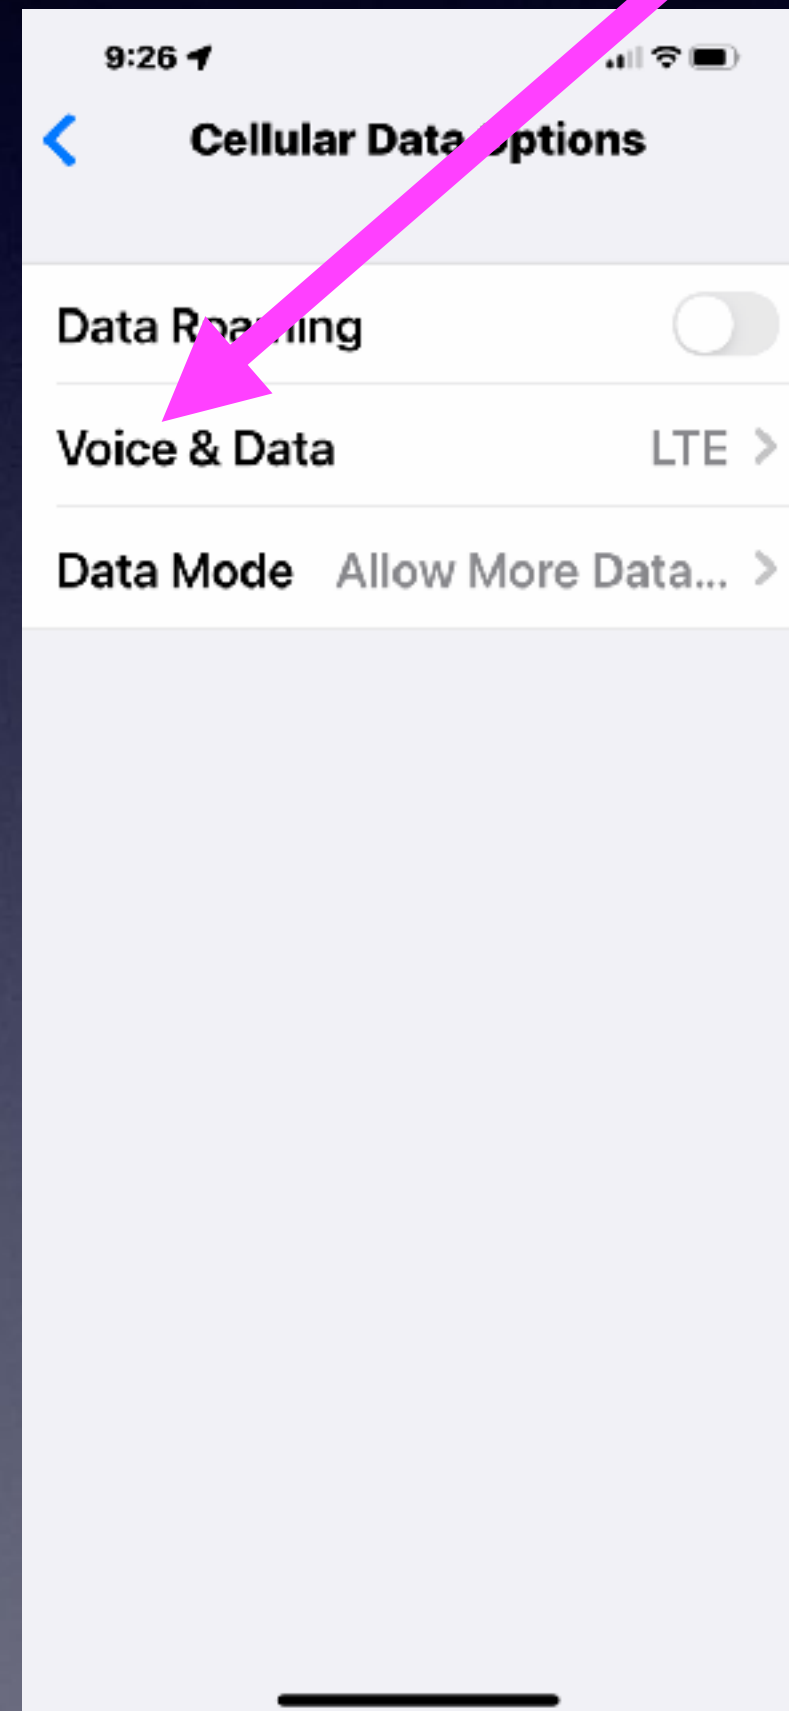 9:26
Cellular Data Options
Data Roaming
Voice & Data LTE
Data Mode Allow More Data...